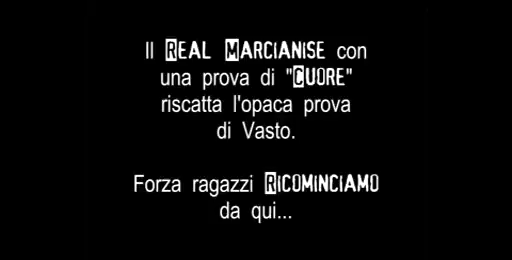 Il Real Marcianise con
una prova di "Cuore"
riscatta l'opaca prova
di Vasto.
Forza ragazzi Ricominciamo
da qui...